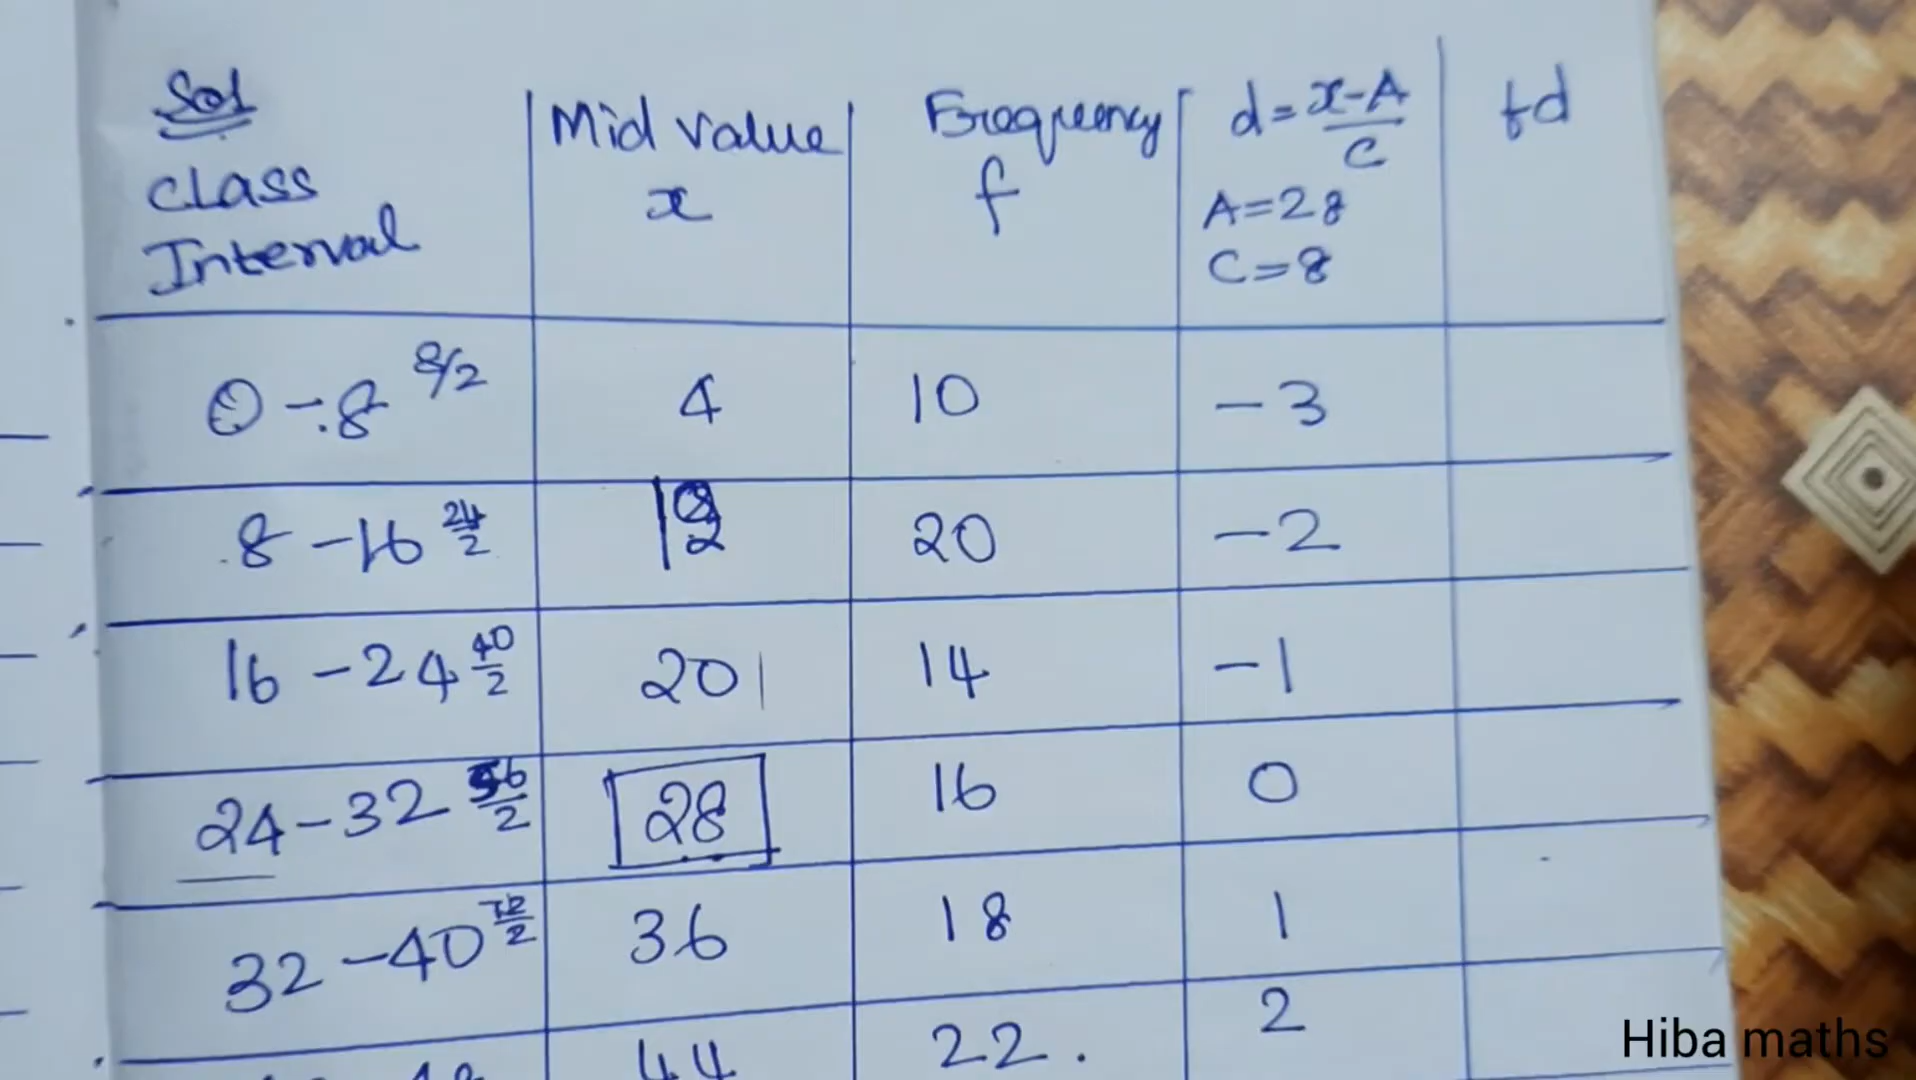 Sol
Class Interval | Mid value x | Frequency f | d = x-A/C A=28 C=8 | fd
0-8 8/2 | 4 | 10 | -3
8-16 24/2 | 12 | 20 | -2
16-24 40/2 | 20 | 14 | -1
24-32 56/2 | 28 | 16 | 0
32-40 72/2 | 36 | 18 | 1
44 | 22. | 2
Hiba maths